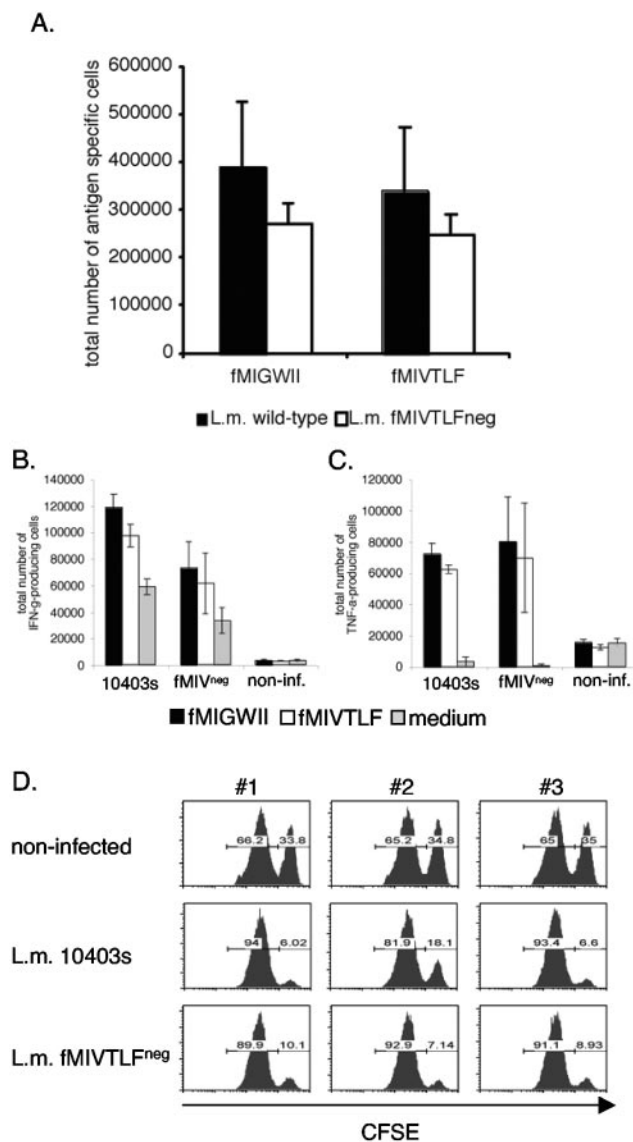 A.
total number of antigen specific cells
600000
500000
400000
300000
200000
100000
0
fMIGWII fMIVTLF
L.m. wild-type L.m. fMIVTLFneg
B.
total number of
IFN-g-producing cells
140000
120000
100000
80000
60000
40000
20000
0
10403s fMIVneg non-inf.
C.
total number of
TNF-a-producing cells
120000
100000
80000
60000
40000
20000
0
10403s fMIVneg non-inf.
fMIGWII fMIVTLF medium
D.
#1 #2 #3
non-infected
66.2 33.8
65.2 34.8
65 35
L.m. 10403s
94 6.02
81.9 18.1
93.4 6.6
L.m. fMIVTLFneg
89.9 10.1
92.9 7.14
91.1 8.93
CFSE